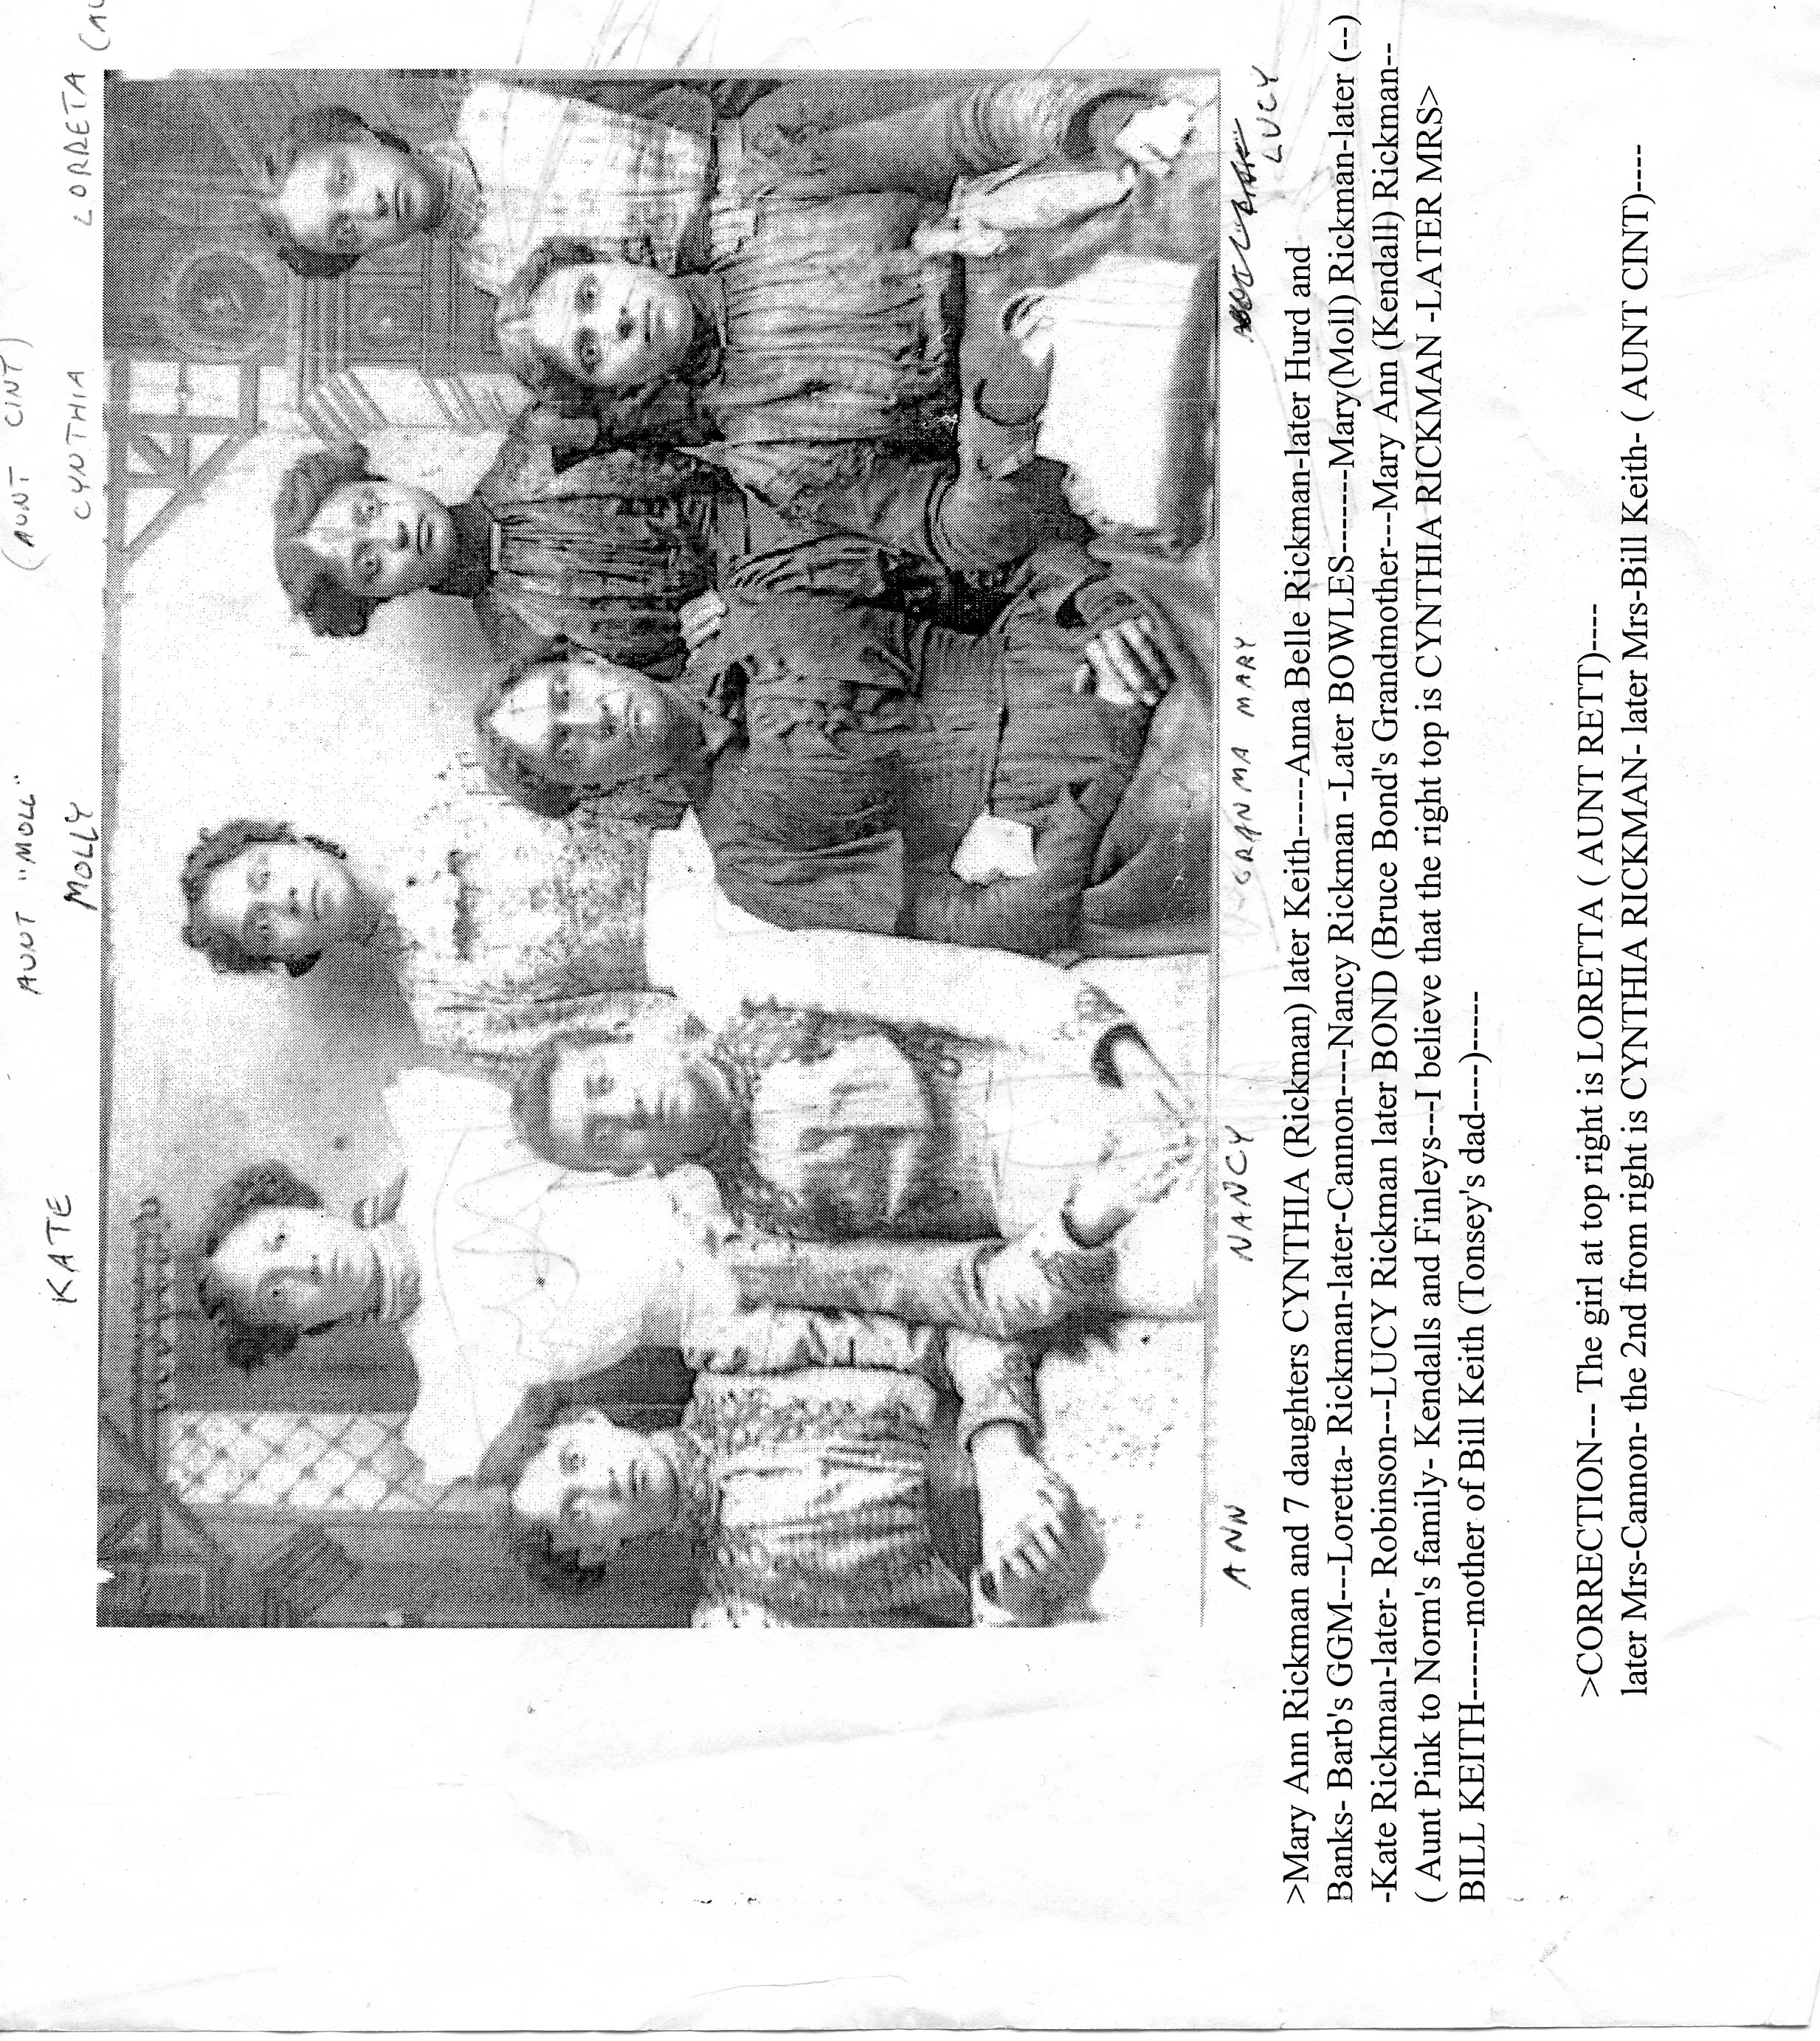 (AUNT CINT)
AUNT "MOLL"
KATE MOLLY CYNTHIA LORRETA (AU
ANN NANCY GRANMA MARY LUCY
>Mary Ann Rickman and 7 daughters CYNTHIA (Rickman) later Keith------Anna Belle Rickman-later Hurd and
Banks- Barb's GGM---Loretta- Rickman-later-Cannon----Nancy Rickman -Later BOWLES-------Mary(Moll) Rickman-later (--)
-Kate Rickman-later- Robinson---LUCY Rickman later BOND (Bruce Bond's Grandmother---Mary Ann (Kendall) Rickman--
( Aunt Pink to Norm's family- Kendalls and Finleys---I believe that the right top is CYNTHIA RICKMAN -LATER MRS>
BILL KEITH------mother of Bill Keith (Tonsey's dad----)-----
>CORRECTION--- The girl at top right is LORETTA ( AUNT RETT)----
later Mrs-Cannon- the 2nd from right is CYNTHIA RICKMAN- later Mrs-Bill Keith- ( AUNT CINT)----